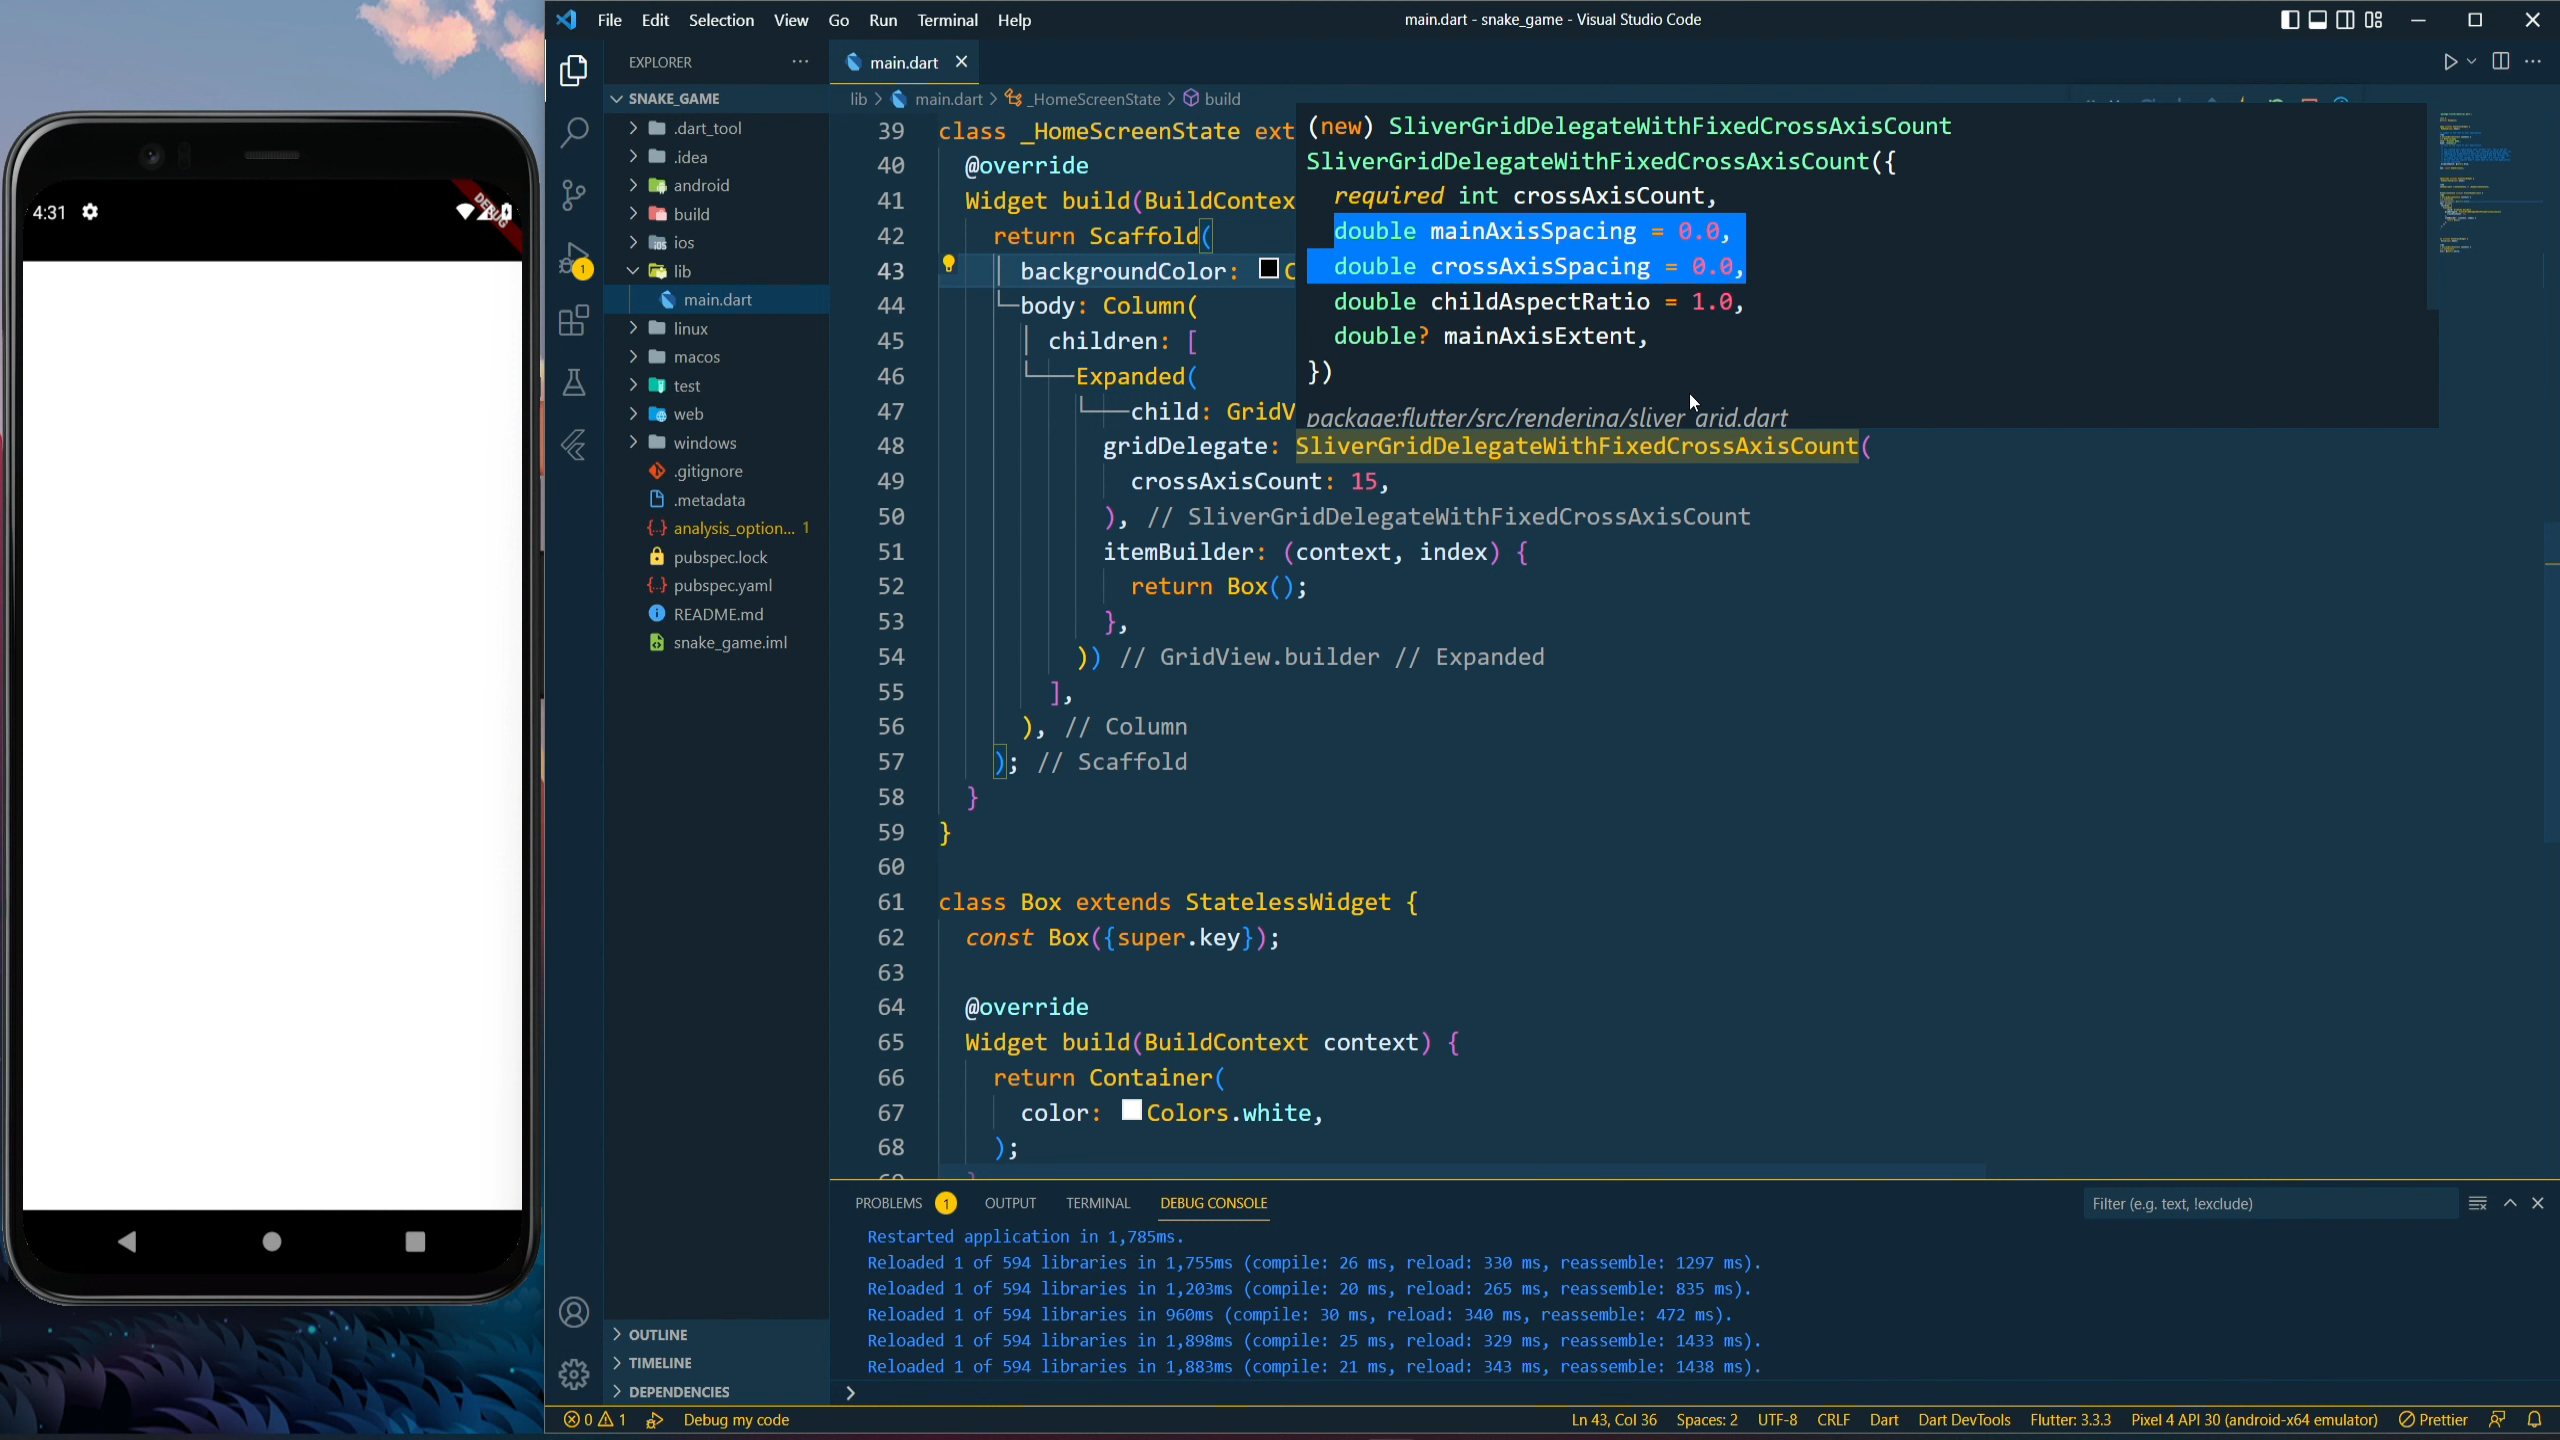 4:31
DEBUG
File Edit Selection View Go Run Terminal Help
main.dart - snake_game - Visual Studio Code
EXPLORER
SNAKE_GAME
.dart_tool
.idea
android
build
ios
lib
main.dart
linux
macos
test
web
windows
.gitignore
.metadata
analysis_option... 1
pubspec.lock
pubspec.yaml
README.md
snake_game.iml
OUTLINE
TIMELINE
DEPENDENCIES
1
main.dart
lib > main.dart > _HomeScreenState > build
39 class _HomeScreenState ext
40 @override
41 Widget build(BuildContex
42 return Scaffold(
43 backgroundColor: C
44 body: Column(
45 children: [
46 Expanded(
47 child: GridV
(new) SliverGridDelegateWithFixedCrossAxisCount
SliverGridDelegateWithFixedCrossAxisCount({
required int crossAxisCount,
double mainAxisSpacing = 0.0,
double crossAxisSpacing = 0.0,
double childAspectRatio = 1.0,
double? mainAxisExtent,
})
package:flutter/src/rendering/sliver_grid.dart
48 gridDelegate: SliverGridDelegateWithFixedCrossAxisCount(
49 crossAxisCount: 15,
50 ), // SliverGridDelegateWithFixedCrossAxisCount
51 itemBuilder: (context, index) {
52 return Box();
53 },
54 )) // GridView.builder // Expanded
55 ],
56 ), // Column
57 ); // Scaffold
58 }
59 }
60
61 class Box extends StatelessWidget {
62 const Box({super.key});
63
64 @override
65 Widget build(BuildContext context) {
66 return Container(
67 color: Colors.white,
68 );
69 }
PROBLEMS 1 OUTPUT TERMINAL DEBUG CONSOLE
Filter (e.g. text, !exclude)
Restarted application in 1,785ms.
Reloaded 1 of 594 libraries in 1,755ms (compile: 26 ms, reload: 330 ms, reassemble: 1297 ms).
Reloaded 1 of 594 libraries in 1,203ms (compile: 20 ms, reload: 265 ms, reassemble: 835 ms).
Reloaded 1 of 594 libraries in 960ms (compile: 30 ms, reload: 340 ms, reassemble: 472 ms).
Reloaded 1 of 594 libraries in 1,898ms (compile: 25 ms, reload: 329 ms, reassemble: 1433 ms).
Reloaded 1 of 594 libraries in 1,883ms (compile: 21 ms, reload: 343 ms, reassemble: 1438 ms).
0 1 Debug my code
Ln 43, Col 36 Spaces: 2 UTF-8 CRLF Dart Dart DevTools Flutter: 3.3.3 Pixel 4 API 30 (android-x64 emulator) Prettier